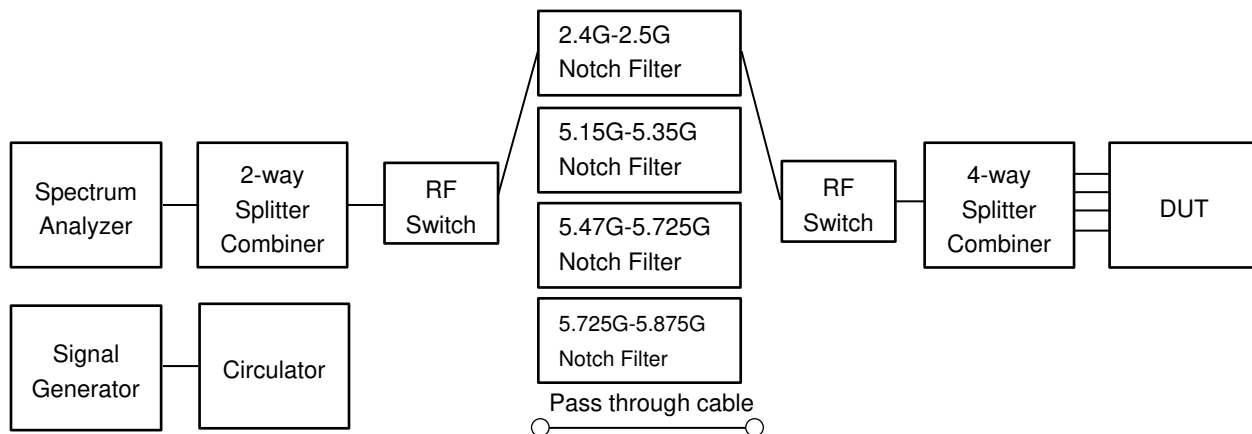 2.4G-2.5G
Notch Filter
5.15G-5.35G
Notch Filter
5.47G-5.725G
Notch Filter
5.725G-5.875G
Notch Filter
Pass through cable
Spectrum
Analyzer
2-way
Splitter
Combiner
RF
Switch
RF
Switch
4-way
Splitter
Combiner
DUT
Signal
Generator
Circulator